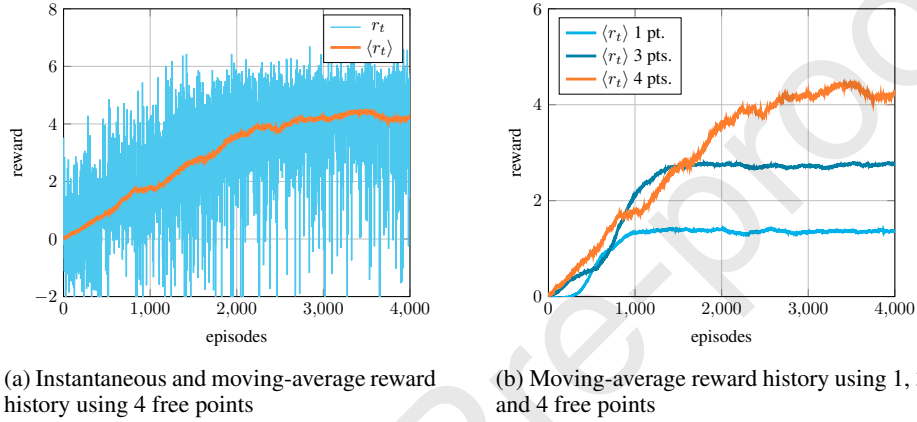 8
6
4
2
0
−2
0
1,000
2,000
3,000
4,000
reward
episodes
r_t
⟨r_t⟩
6
4
2
0
0
1,000
2,000
3,000
4,000
reward
episodes
⟨r_t⟩ 1 pt.
⟨r_t⟩ 3 pts.
⟨r_t⟩ 4 pts.
(a) Instantaneous and moving-average reward
history using 4 free points
(b) Moving-average reward history using 1,
and 4 free points
Pre-proo